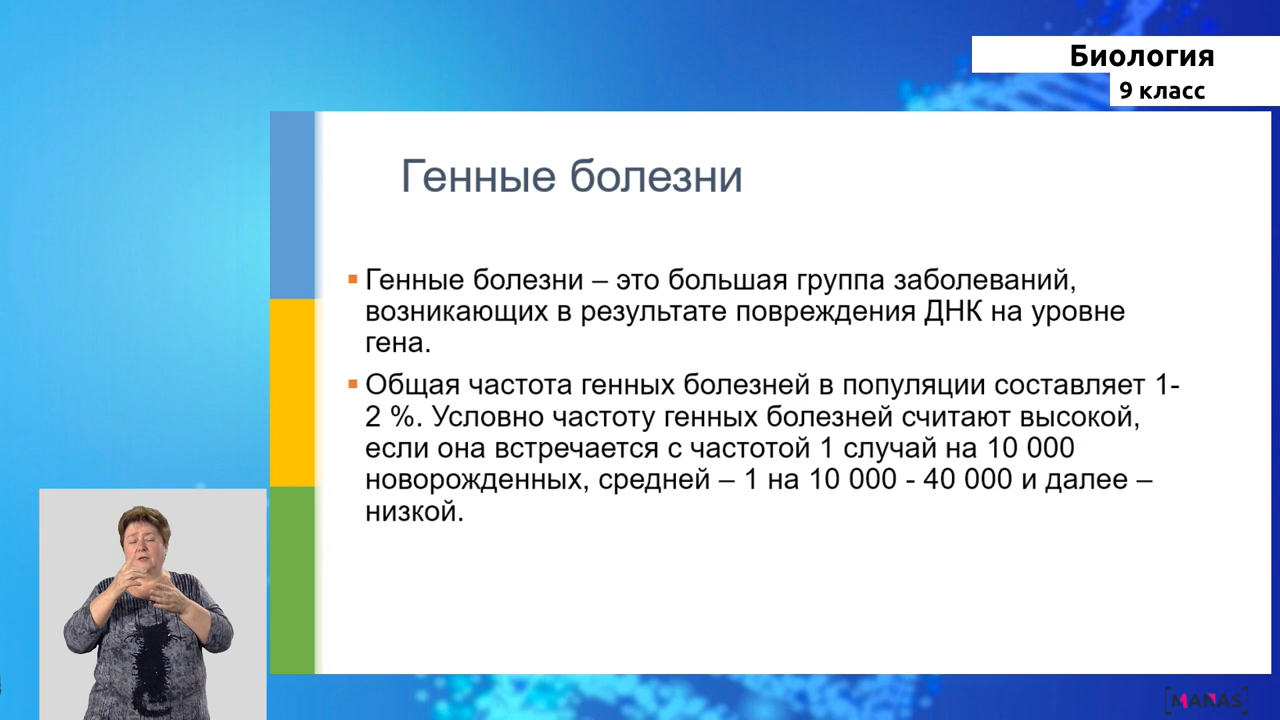 Биология
9 класс
Генные болезни
▪ Генные болезни – это большая группа заболеваний,
возникающих в результате повреждения ДНК на уровне
гена.
▪ Общая частота генных болезней в популяции составляет 1-
2 %. Условно частоту генных болезней считают высокой,
если она встречается с частотой 1 случай на 10 000
новорожденных, средней – 1 на 10 000 - 40 000 и далее –
низкой.
[MANAS]